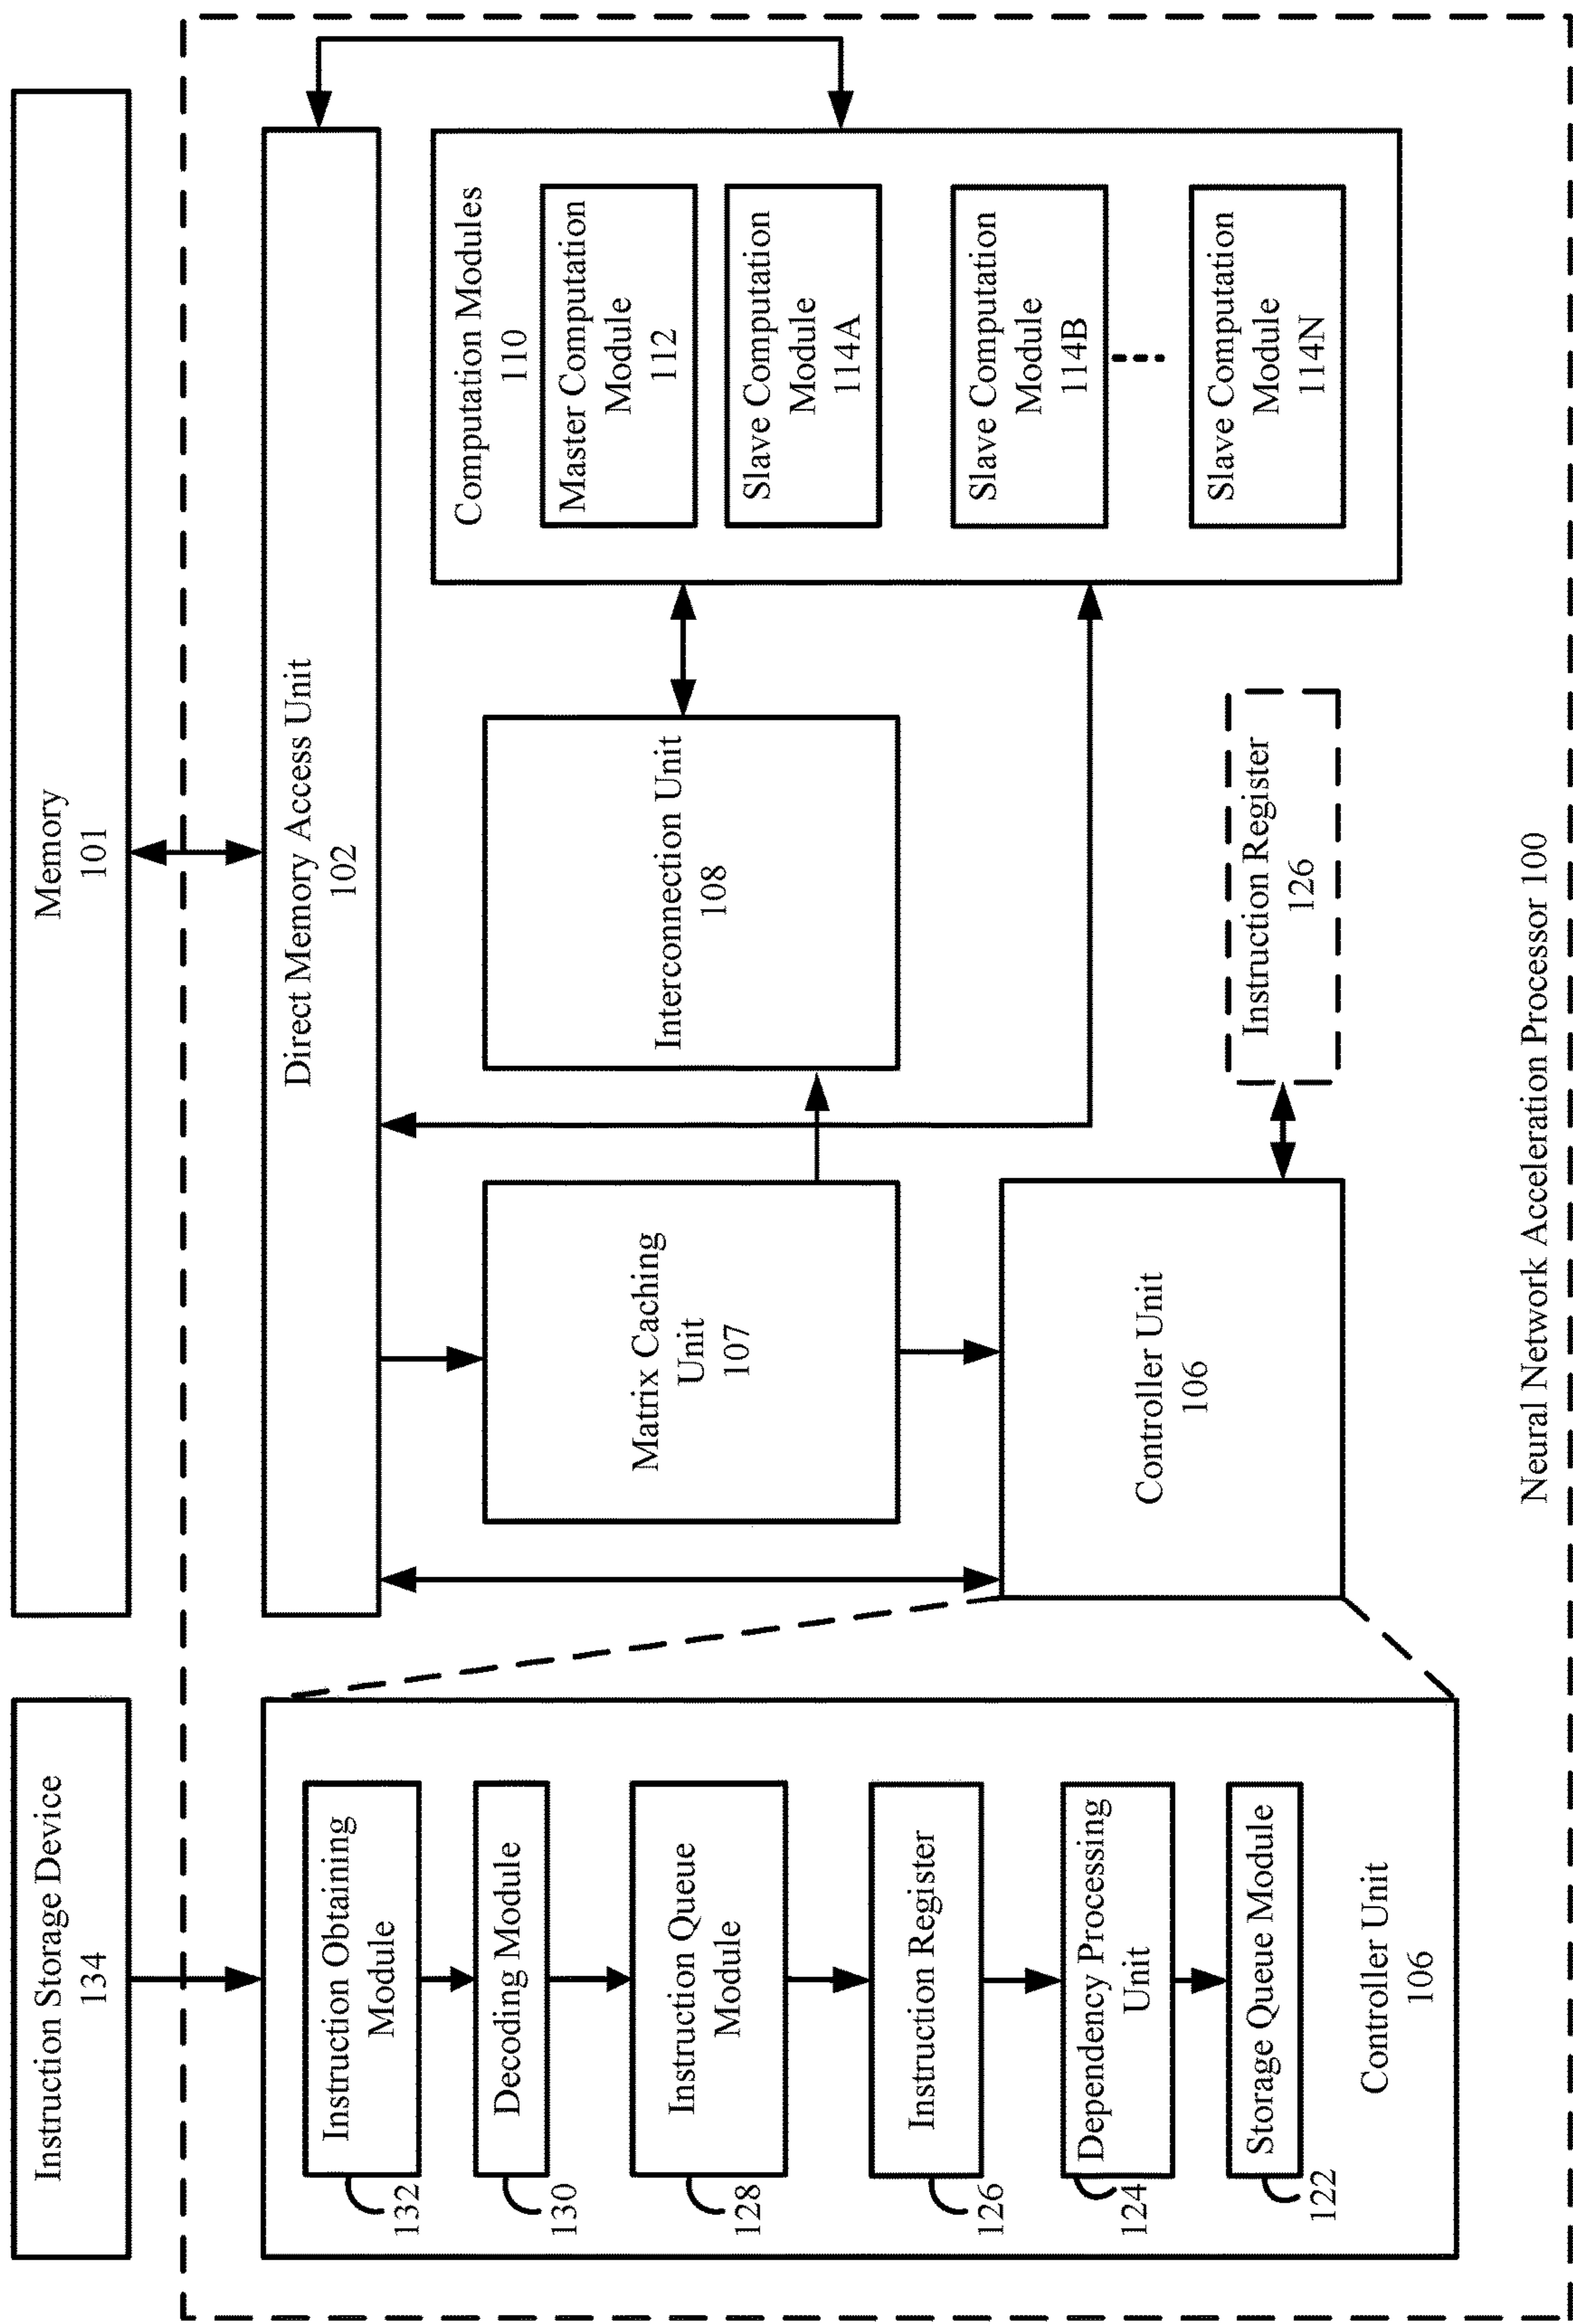 Instruction Storage Device
134
Memory
101
Instruction Obtaining
Module
132
Decoding Module
130
Instruction Queue
Module
128
Instruction Register
126
Dependency Processing
Unit
124
Storage Queue Module
122
Controller Unit
106
Direct Memory Access Unit
102
Matrix Caching
Unit
107
Interconnection Unit
108
Controller Unit
106
Instruction Register
126
Computation Modules
110
Master Computation
Module
112
Slave Computation
Module
114A
Slave Computation
Module
114B
Slave Computation
Module
114N
Neural Network Acceleration Processor 100